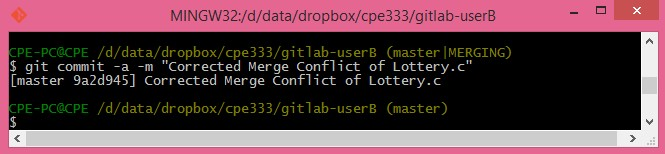 MINGW32:/d/data/dropbox/cpe333/gitlab-userB
CPE-PC@CPE /d/data/dropbox/cpe333/gitlab-userB (master|MERGING)
$ git commit -a -m "Corrected Merge Conflict of Lottery.c"
[master 9a2d945] Corrected Merge Conflict of Lottery.c
CPE-PC@CPE /d/data/dropbox/cpe333/gitlab-userB (master)
$